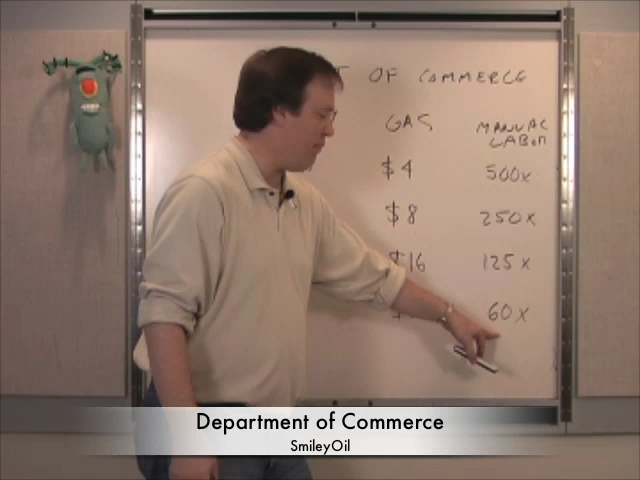 T OF COMMERCE
GAS MANUAL
LABOR
$4 500x
$8 250x
$16 125x
$ 60x
Department of Commerce
SmileyOil